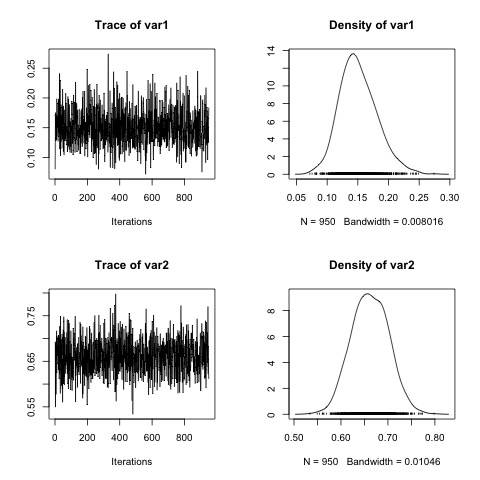 Trace of var1
0.10 0.15 0.20 0.25
0 200 400 600 800
Iterations
Density of var1
0 2 4 6 8 10 14
0.05 0.10 0.15 0.20 0.25 0.30
N = 950 Bandwidth = 0.008016
Trace of var2
0.55 0.65 0.75
0 200 400 600 800
Iterations
Density of var2
0 2 4 6 8
0.50 0.60 0.70 0.80
N = 950 Bandwidth = 0.01046